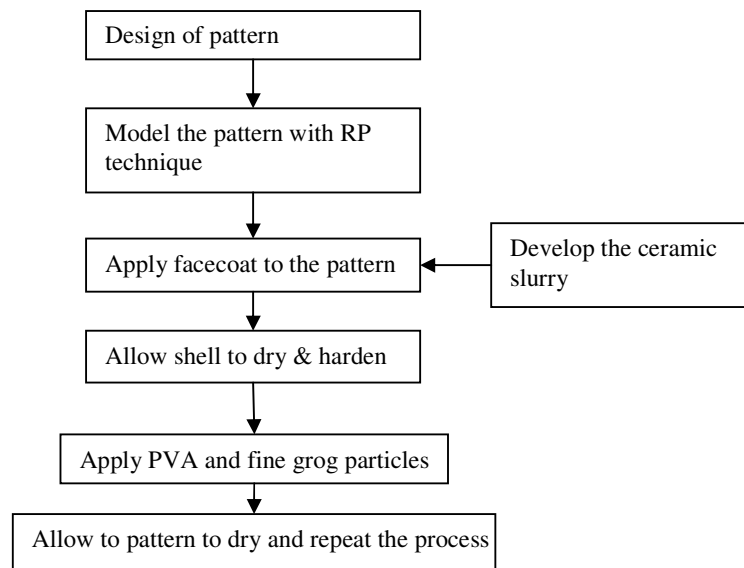 Design of pattern
Model the pattern with RP
technique
Apply facecoat to the pattern
Develop the ceramic
slurry
Allow shell to dry & harden
Apply PVA and fine grog particles
Allow to pattern to dry and repeat the process